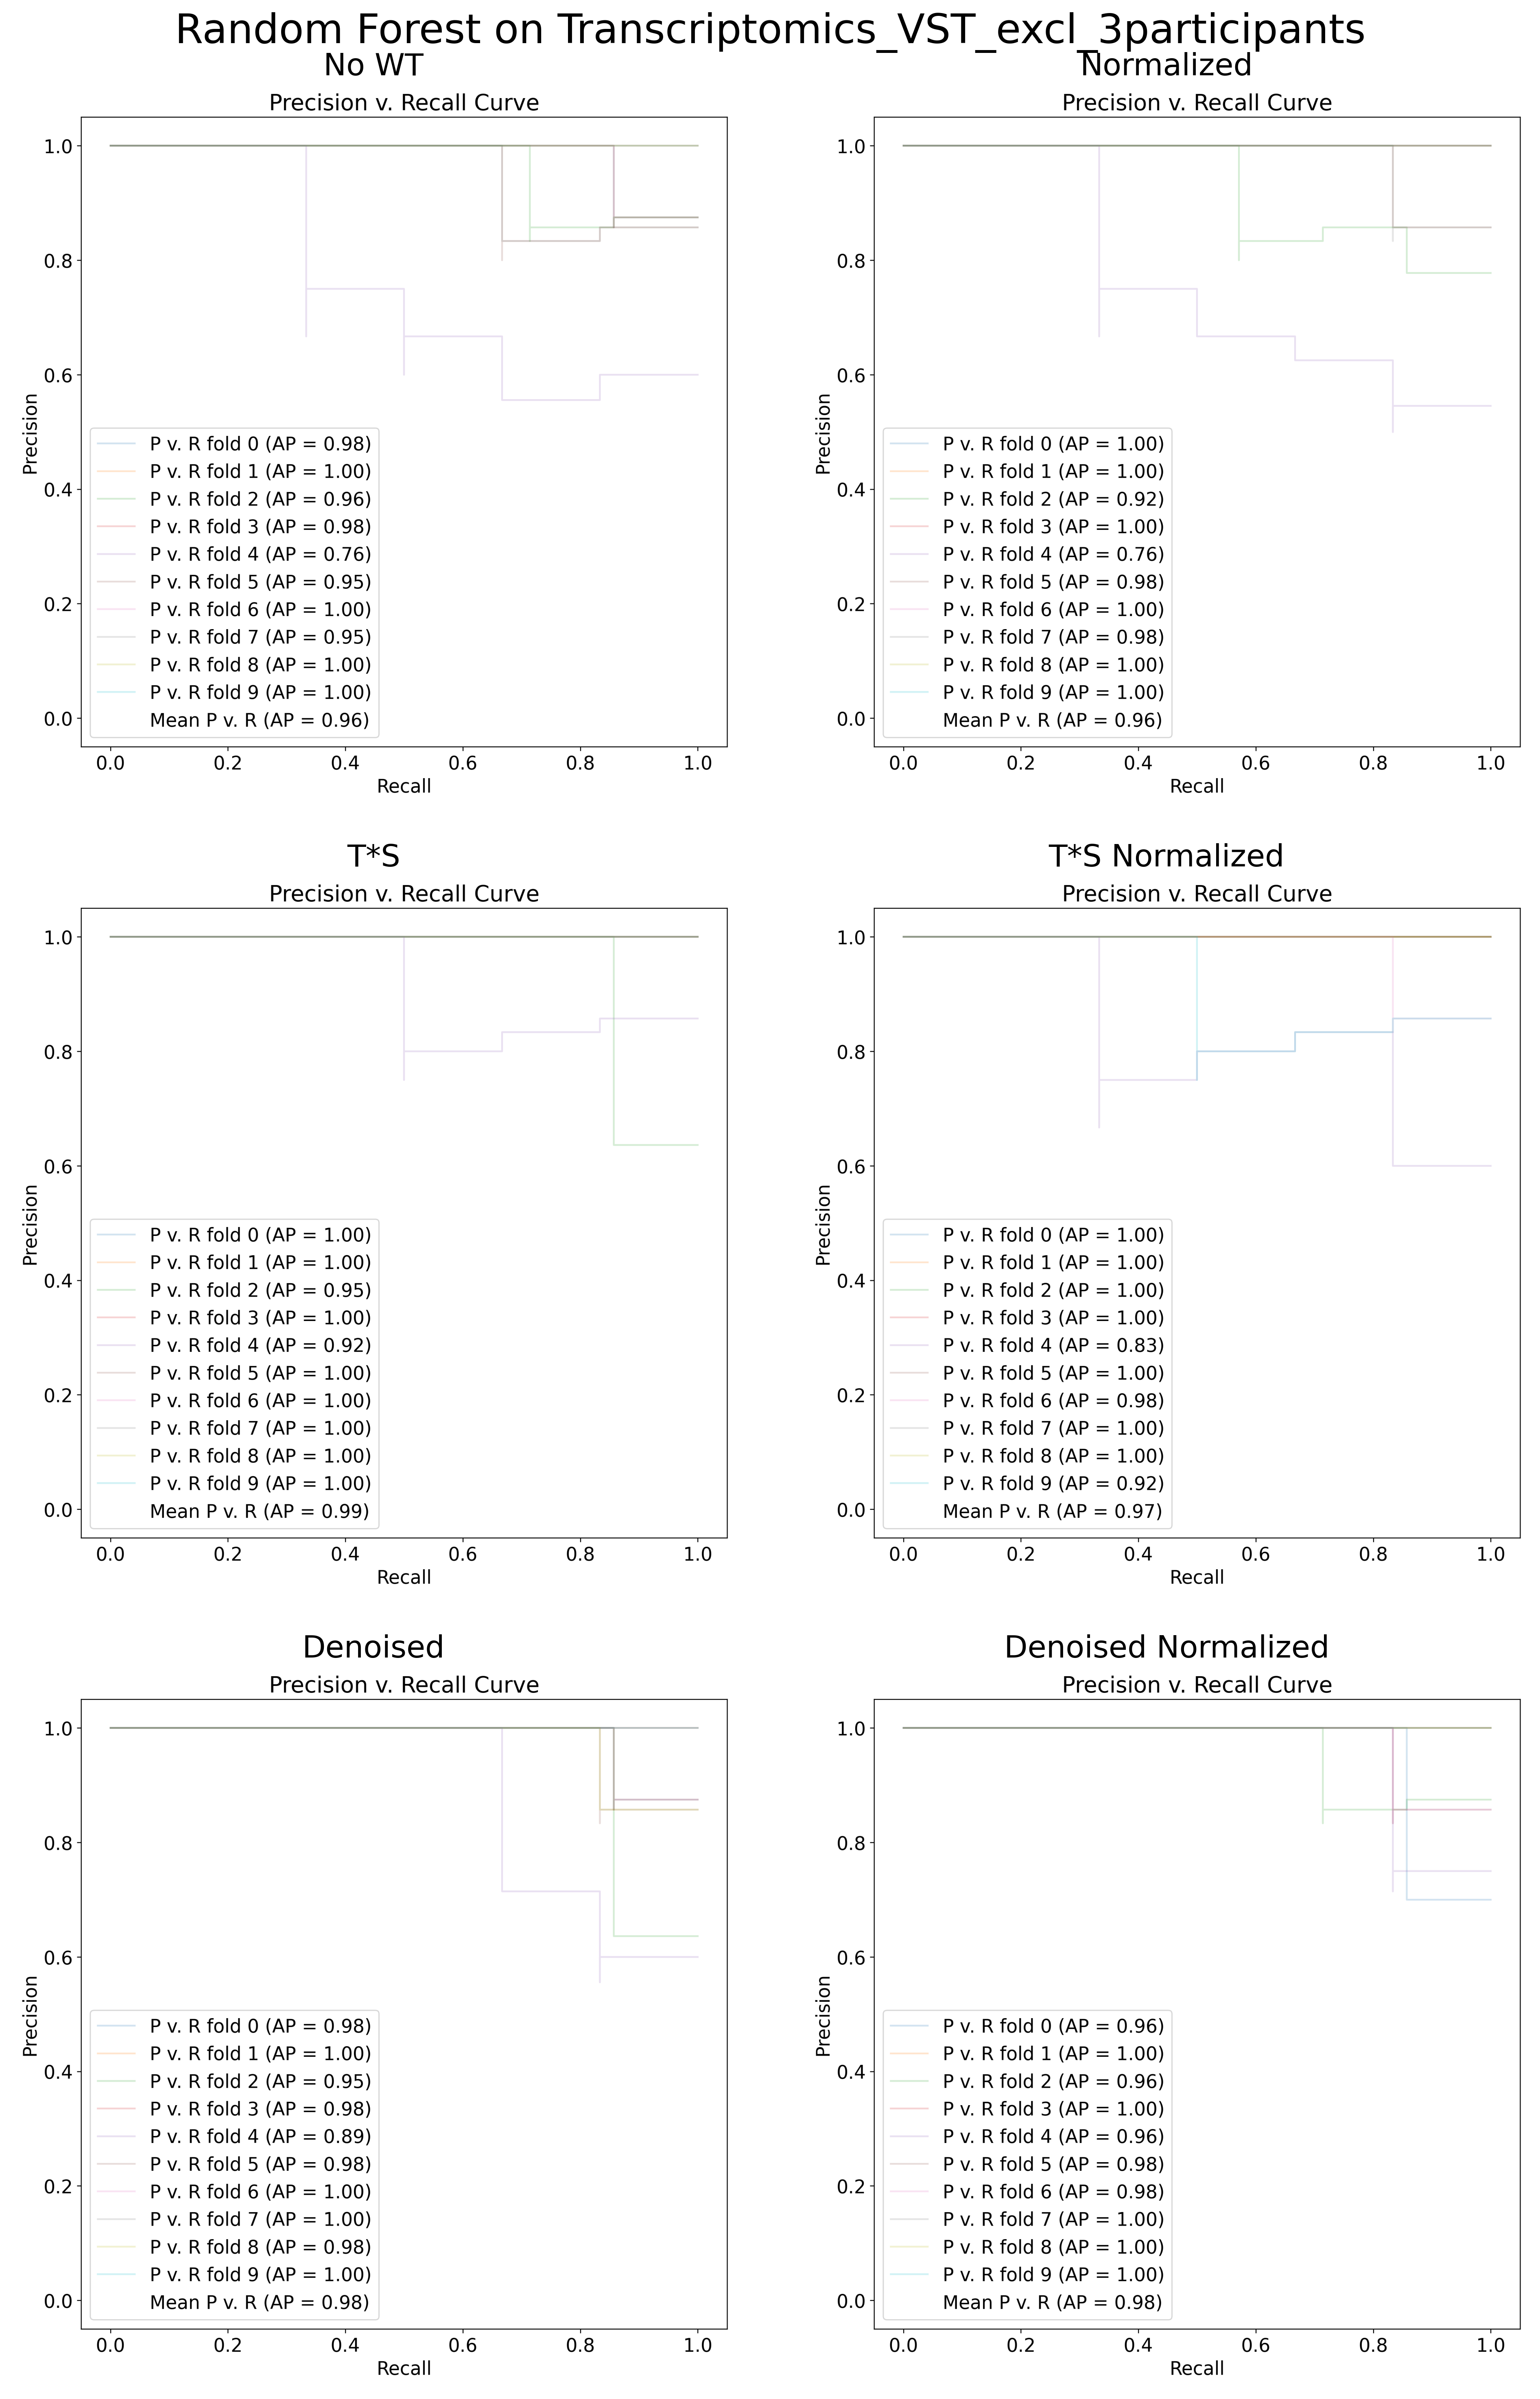 Random Forest on Transcriptomics_VST_excl_3participants
No WT
Precision v. Recall Curve
1.0
0.8
0.6
0.4
0.2
0.0
Precision
P v. R fold 0 (AP = 0.98)
P v. R fold 1 (AP = 1.00)
P v. R fold 2 (AP = 0.96)
P v. R fold 3 (AP = 0.98)
P v. R fold 4 (AP = 0.76)
P v. R fold 5 (AP = 0.95)
P v. R fold 6 (AP = 1.00)
P v. R fold 7 (AP = 0.95)
P v. R fold 8 (AP = 1.00)
P v. R fold 9 (AP = 1.00)
Mean P v. R (AP = 0.96)
0.0 0.2 0.4 0.6 0.8 1.0
Recall
Normalized
Precision v. Recall Curve
1.0
0.8
0.6
0.4
0.2
0.0
Precision
P v. R fold 0 (AP = 1.00)
P v. R fold 1 (AP = 1.00)
P v. R fold 2 (AP = 0.92)
P v. R fold 3 (AP = 1.00)
P v. R fold 4 (AP = 0.76)
P v. R fold 5 (AP = 0.98)
P v. R fold 6 (AP = 1.00)
P v. R fold 7 (AP = 0.98)
P v. R fold 8 (AP = 1.00)
P v. R fold 9 (AP = 1.00)
Mean P v. R (AP = 0.96)
0.0 0.2 0.4 0.6 0.8 1.0
Recall
T*S
Precision v. Recall Curve
1.0
0.8
0.6
0.4
0.2
0.0
Precision
P v. R fold 0 (AP = 1.00)
P v. R fold 1 (AP = 1.00)
P v. R fold 2 (AP = 0.95)
P v. R fold 3 (AP = 1.00)
P v. R fold 4 (AP = 0.92)
P v. R fold 5 (AP = 1.00)
P v. R fold 6 (AP = 1.00)
P v. R fold 7 (AP = 1.00)
P v. R fold 8 (AP = 1.00)
P v. R fold 9 (AP = 1.00)
Mean P v. R (AP = 0.99)
0.0 0.2 0.4 0.6 0.8 1.0
Recall
T*S Normalized
Precision v. Recall Curve
1.0
0.8
0.6
0.4
0.2
0.0
Precision
P v. R fold 0 (AP = 1.00)
P v. R fold 1 (AP = 1.00)
P v. R fold 2 (AP = 1.00)
P v. R fold 3 (AP = 1.00)
P v. R fold 4 (AP = 0.83)
P v. R fold 5 (AP = 1.00)
P v. R fold 6 (AP = 0.98)
P v. R fold 7 (AP = 1.00)
P v. R fold 8 (AP = 1.00)
P v. R fold 9 (AP = 0.92)
Mean P v. R (AP = 0.97)
0.0 0.2 0.4 0.6 0.8 1.0
Recall
Denoised
Precision v. Recall Curve
1.0
0.8
0.6
0.4
0.2
0.0
Precision
P v. R fold 0 (AP = 0.98)
P v. R fold 1 (AP = 1.00)
P v. R fold 2 (AP = 0.95)
P v. R fold 3 (AP = 0.98)
P v. R fold 4 (AP = 0.89)
P v. R fold 5 (AP = 0.98)
P v. R fold 6 (AP = 1.00)
P v. R fold 7 (AP = 1.00)
P v. R fold 8 (AP = 0.98)
P v. R fold 9 (AP = 1.00)
Mean P v. R (AP = 0.98)
0.0 0.2 0.4 0.6 0.8 1.0
Recall
Denoised Normalized
Precision v. Recall Curve
1.0
0.8
0.6
0.4
0.2
0.0
Precision
P v. R fold 0 (AP = 0.96)
P v. R fold 1 (AP = 1.00)
P v. R fold 2 (AP = 0.96)
P v. R fold 3 (AP = 1.00)
P v. R fold 4 (AP = 0.96)
P v. R fold 5 (AP = 0.98)
P v. R fold 6 (AP = 0.98)
P v. R fold 7 (AP = 1.00)
P v. R fold 8 (AP = 1.00)
P v. R fold 9 (AP = 1.00)
Mean P v. R (AP = 0.98)
0.0 0.2 0.4 0.6 0.8 1.0
Recall